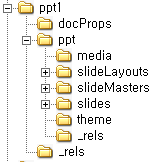 ppt1
docProps
ppt
media
slideLayouts
slideMasters
slides
theme
_rels
_rels